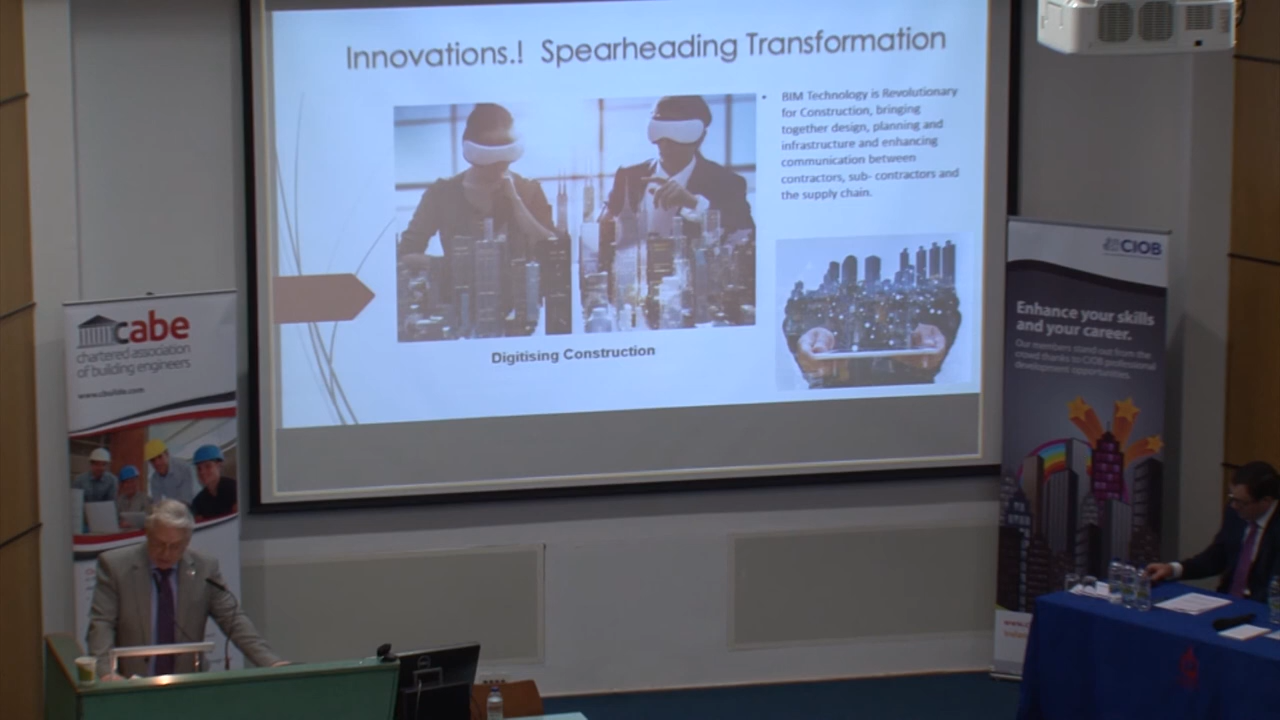 Innovations.! Spearheading Transformation
• BIM Technology is Revolutionary
for Construction, bringing
together design, planning and
infrastructure and enhancing
communication between
contractors, sub- contractors and
the supply chain.
Digitising Construction
cabe
chartered association
of building engineers
www.cbuilde.com
CIOB
Enhance your skills
and your career.
Our members stand out from the
crowd thanks to CIOB professional
development opportunities.